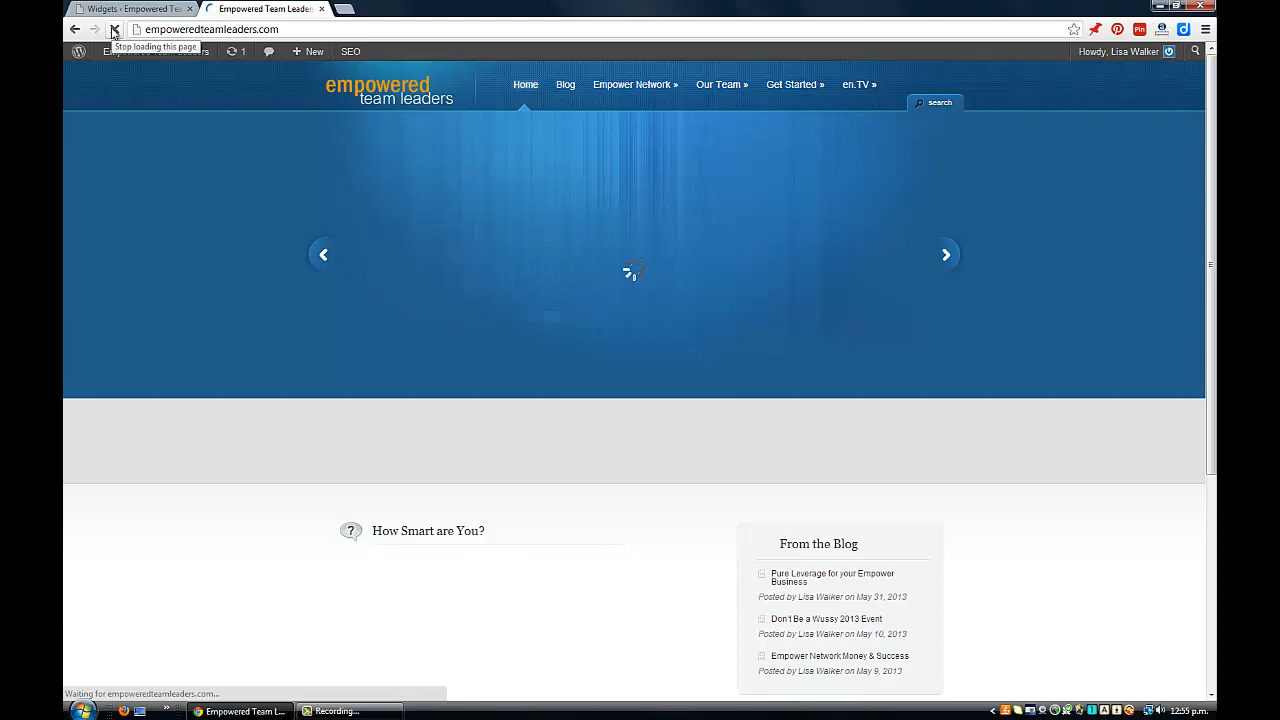 Widgets ‹ Empowered Te
Empowered Team Leader
empoweredteamleaders.com
Stop loading this page.
Empowered Team Leaders
1
New
SEO
Howdy, Lisa Walker
empowered
team leaders
Home
Blog
Empower Network »
Our Team »
Get Started »
en.TV »
search
How Smart are You?
From the Blog
Pure Leverage for your Empower
Business
Posted by Lisa Walker on May 31, 2013
Don't Be a Wussy 2013 Event
Posted by Lisa Walker on May 10, 2013
Empower Network Money & Success
Posted by Lisa Walker on May 9, 2013
Waiting for empoweredteamleaders.com...
Empowered Team L...
Recording...
12:55 p.m.